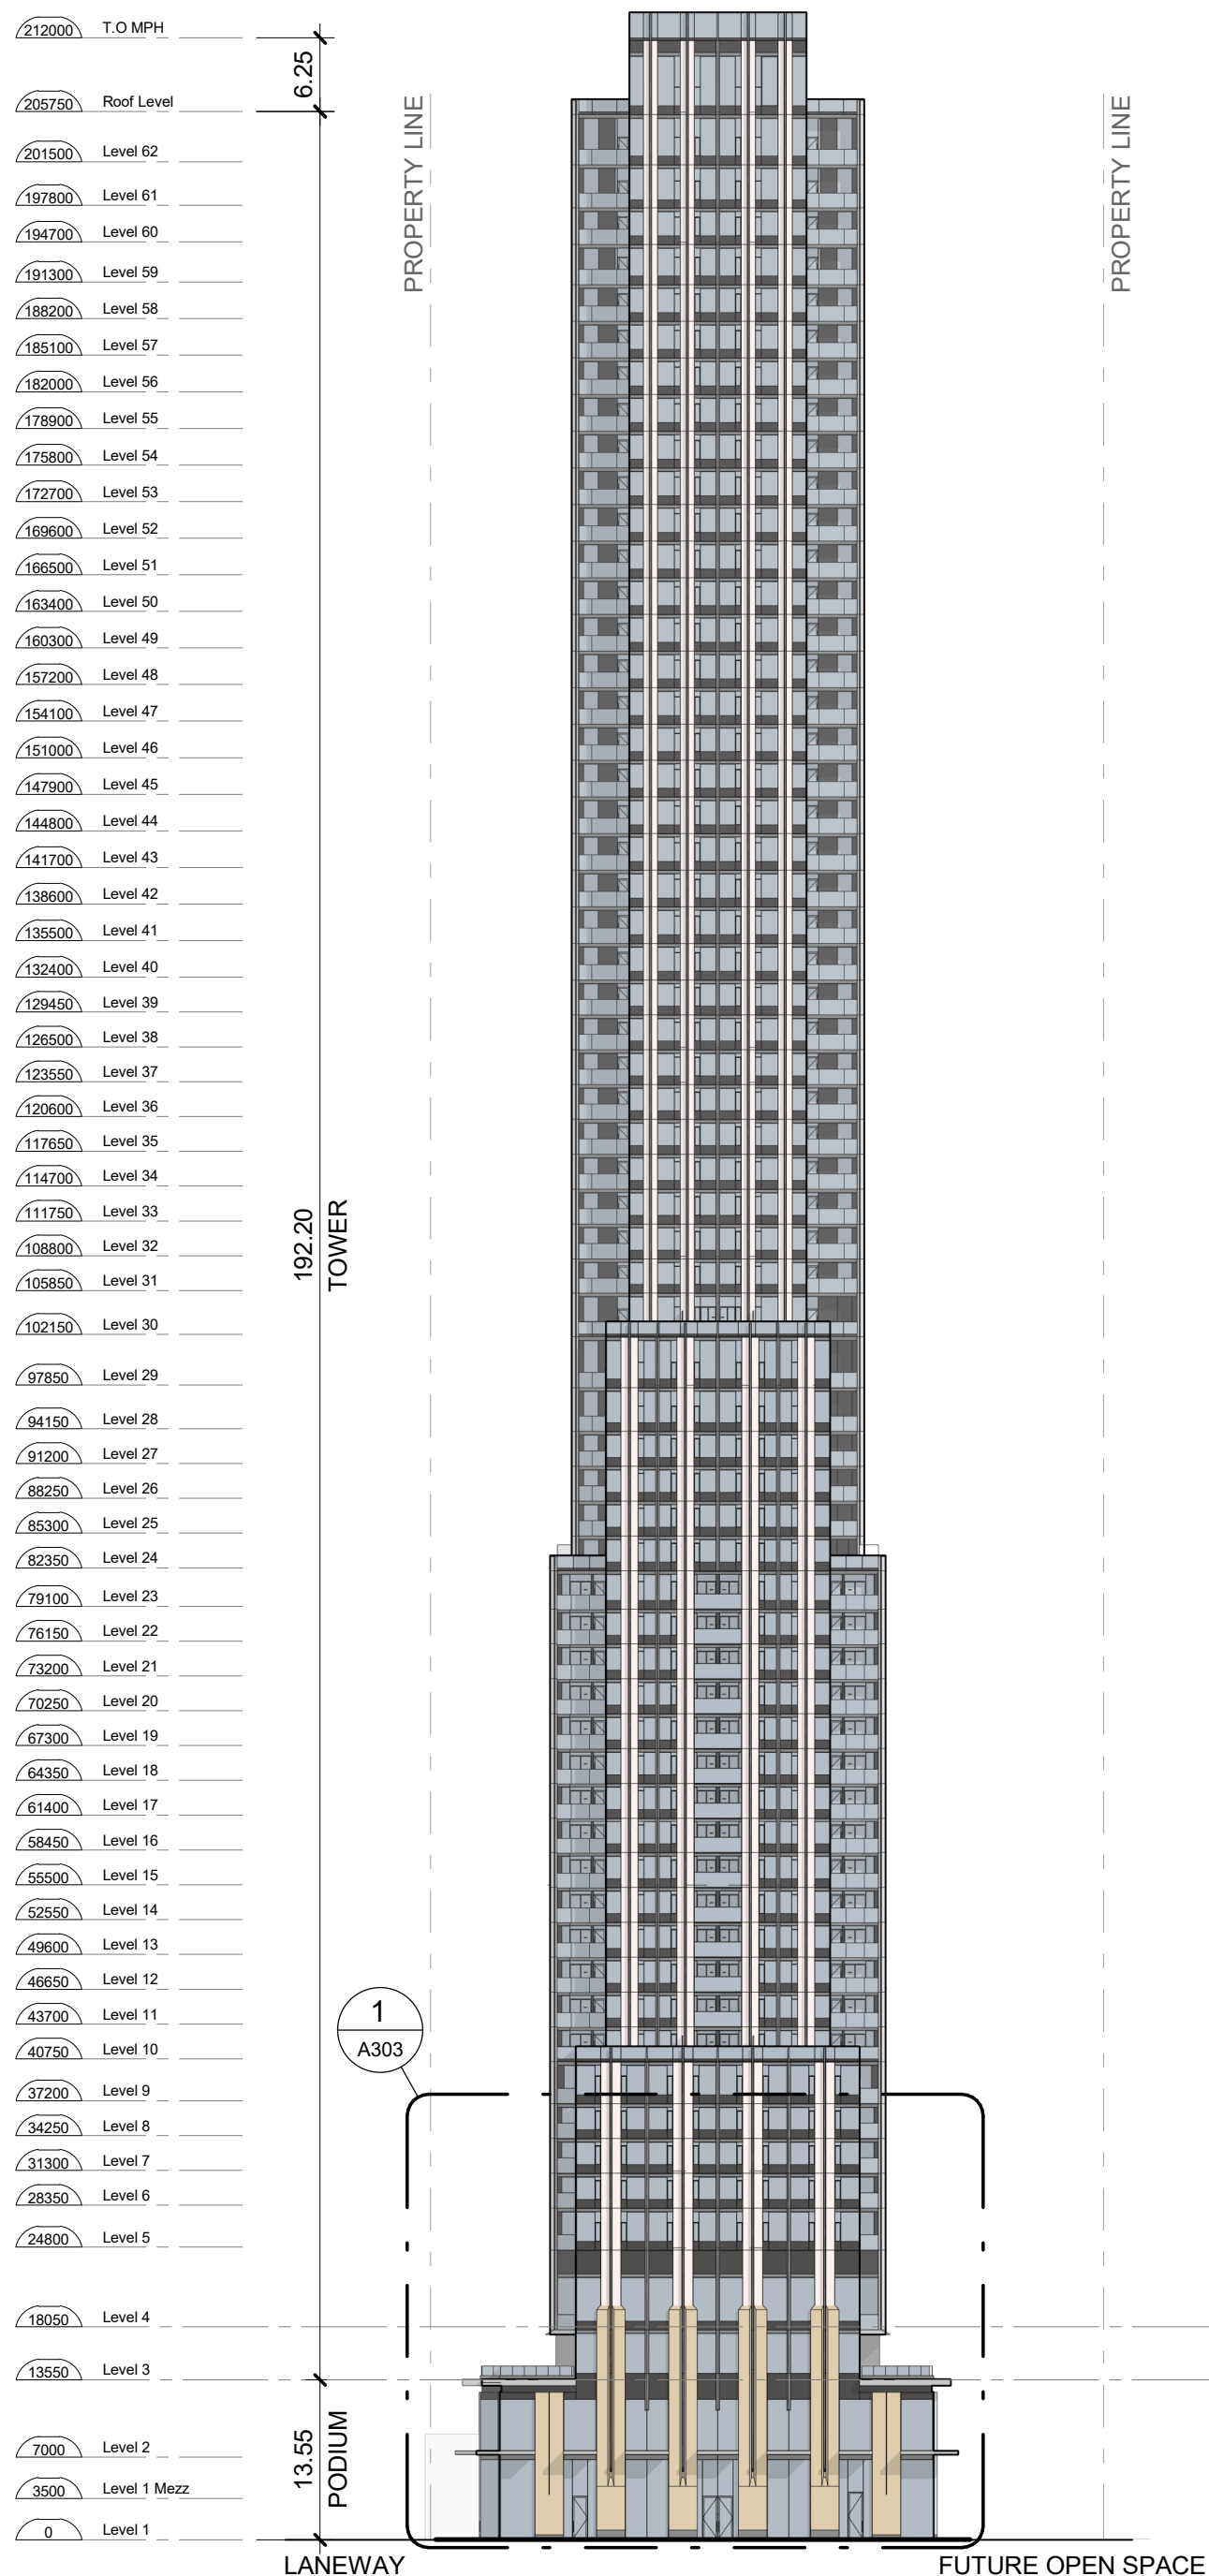 212000 T.O MPH
6.25
205750 Roof Level
PROPERTY LINE
PROPERTY LINE
201500 Level 62
197800 Level 61
194700 Level 60
191300 Level 59
188200 Level 58
185100 Level 57
182000 Level 56
178900 Level 55
175800 Level 54
172700 Level 53
169600 Level 52
166500 Level 51
163400 Level 50
160300 Level 49
157200 Level 48
154100 Level 47
151000 Level 46
147900 Level 45
144800 Level 44
141700 Level 43
138600 Level 42
135500 Level 41
132400 Level 40
129450 Level 39
126500 Level 38
123550 Level 37
120600 Level 36
117650 Level 35
114700 Level 34
111750 Level 33
108800 Level 32
105850 Level 31
192.20
TOWER
102150 Level 30
97850 Level 29
94150 Level 28
91200 Level 27
88250 Level 26
85300 Level 25
82350 Level 24
79100 Level 23
76150 Level 22
73200 Level 21
70250 Level 20
67300 Level 19
64350 Level 18
61400 Level 17
58450 Level 16
55500 Level 15
52550 Level 14
49600 Level 13
46650 Level 12
43700 Level 11
1
A303
40750 Level 10
37200 Level 9
34250 Level 8
31300 Level 7
28350 Level 6
24800 Level 5
18050 Level 4
13550 Level 3
7000 Level 2
3500 Level 1 Mezz
0 Level 1
13.55
PODIUM
LANEWAY
FUTURE OPEN SPACE